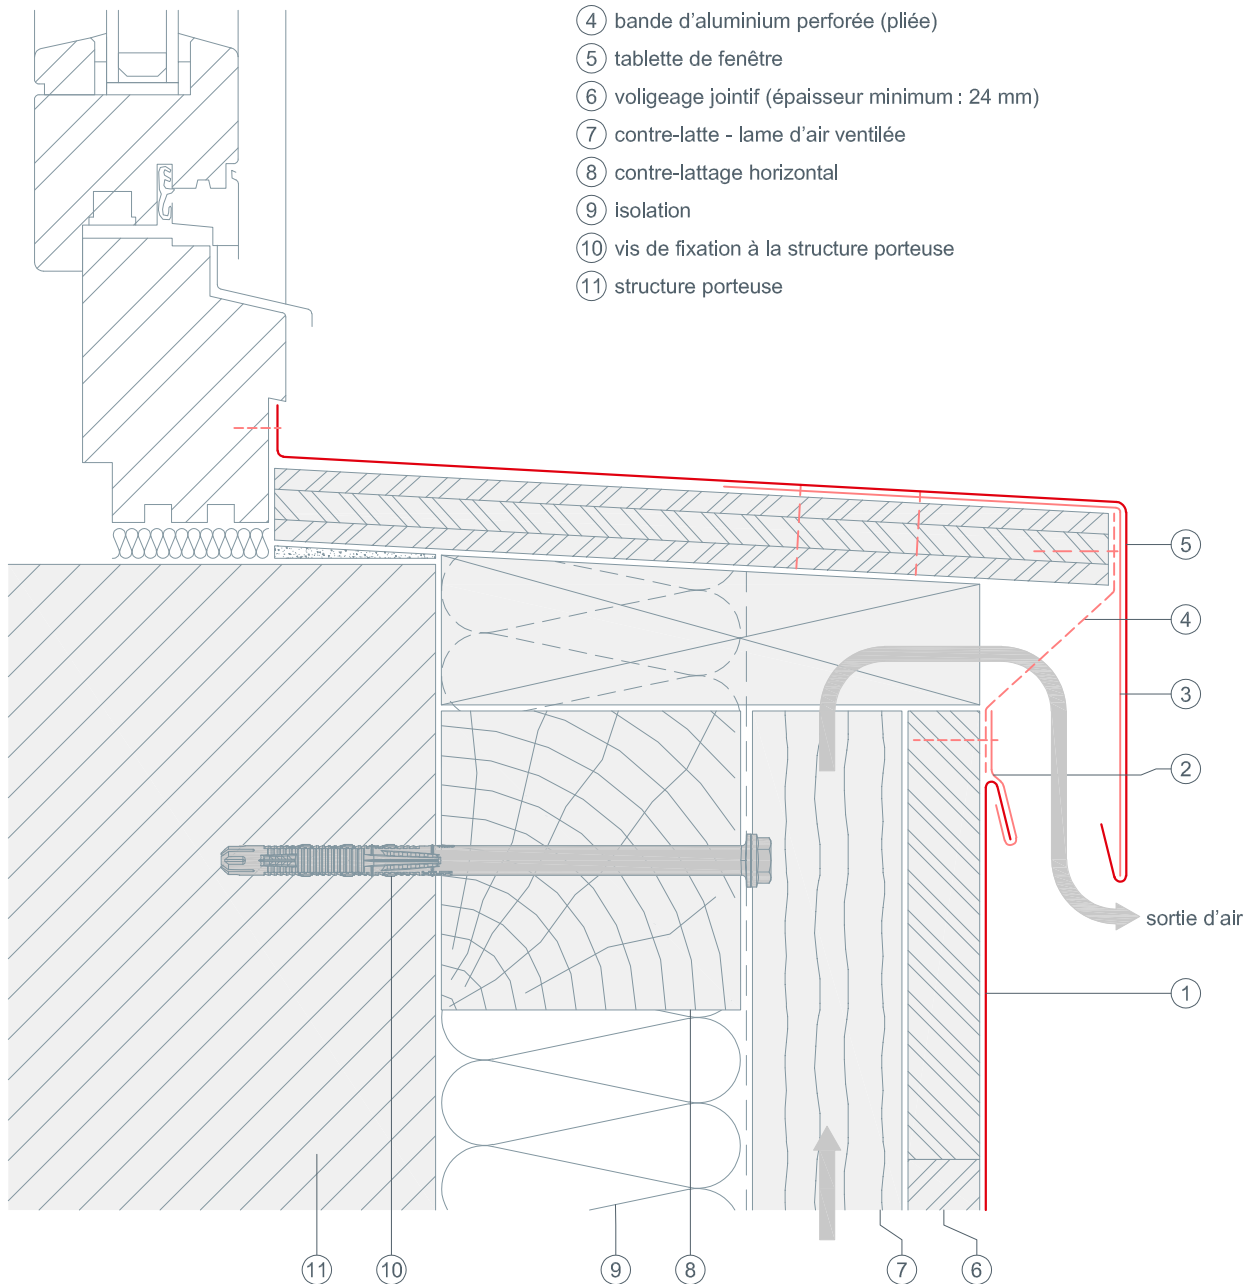 4 bande d’aluminium perforée (pliée)
5 tablette de fenêtre
6 voligeage jointif (épaisseur minimum : 24 mm)
7 contre-latte - lame d’air ventilée
8 contre-lattage horizontal
9 isolation
10 vis de fixation à la structure porteuse
11 structure porteuse
5
4
3
2
sortie d’air
1
11 10 9 8 7 6